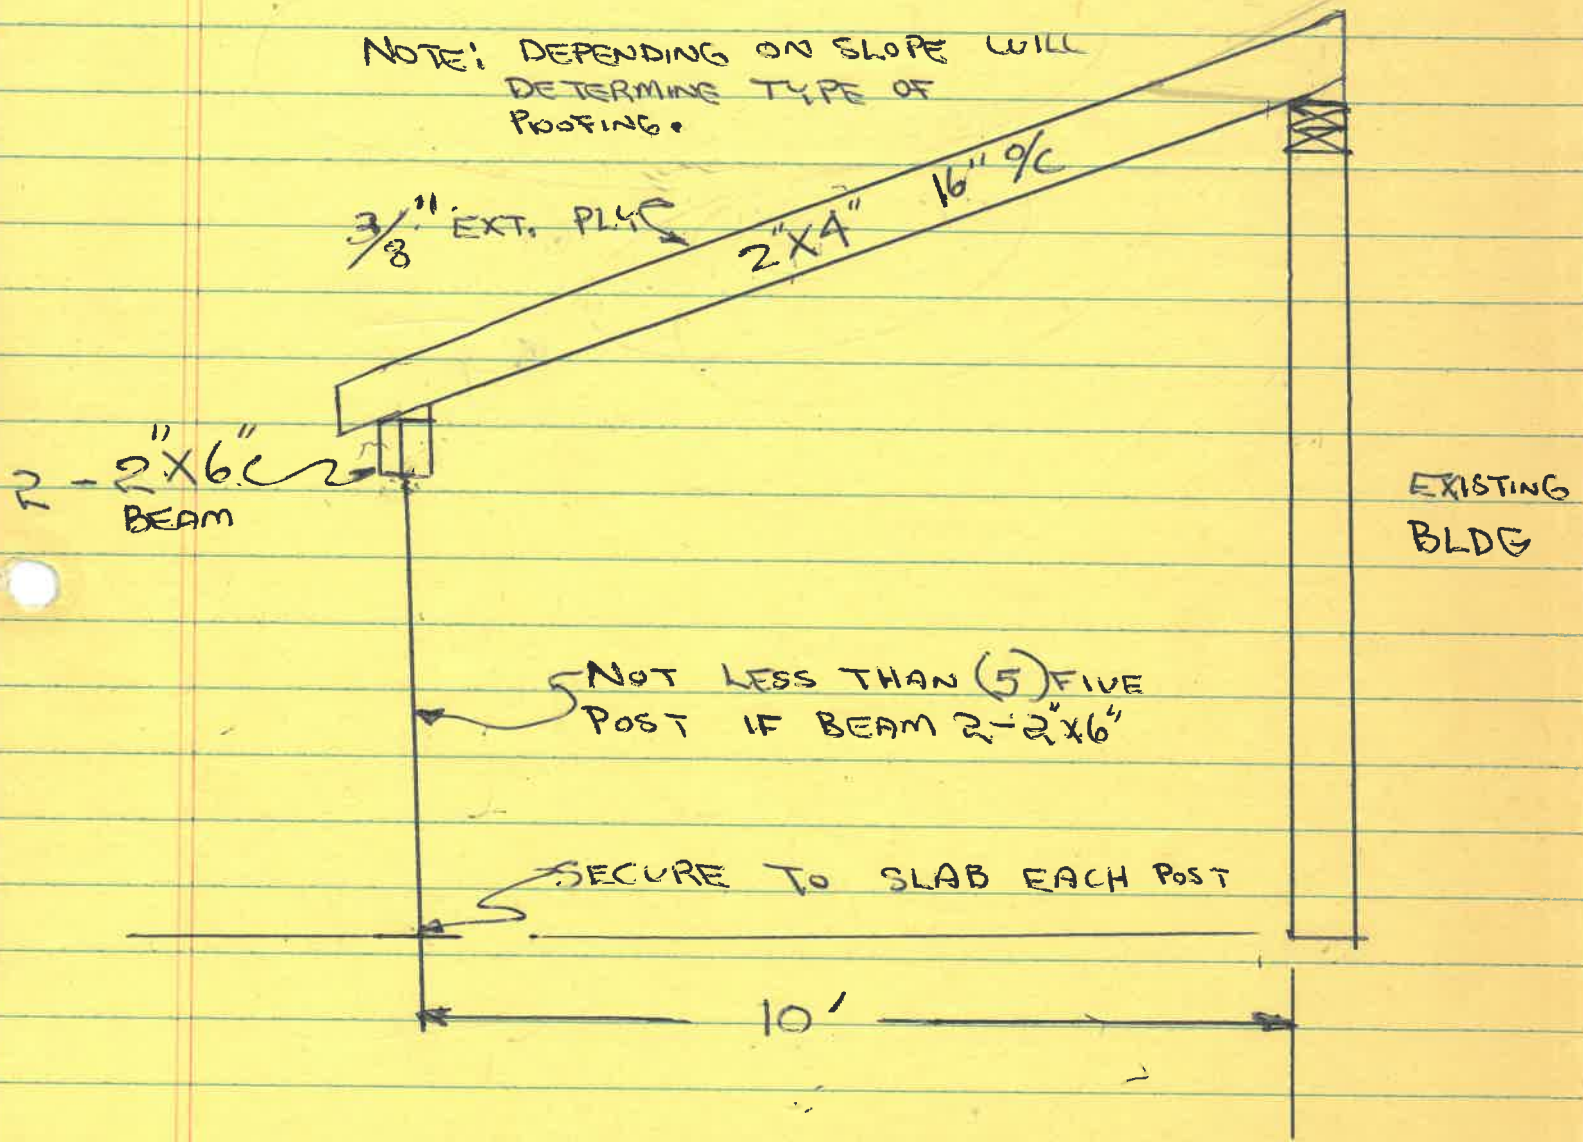 NOTE: DEPENDING ON SLOPE WILL
DETERMINE TYPE OF
ROOFING.
3/8" EXT. PLY
2"X4" 16" O/C
2 - 2"X6"
BEAM
EXISTING
BLDG
NOT LESS THAN (5) FIVE
POST IF BEAM 2-2"X6"
SECURE TO SLAB EACH POST
10'